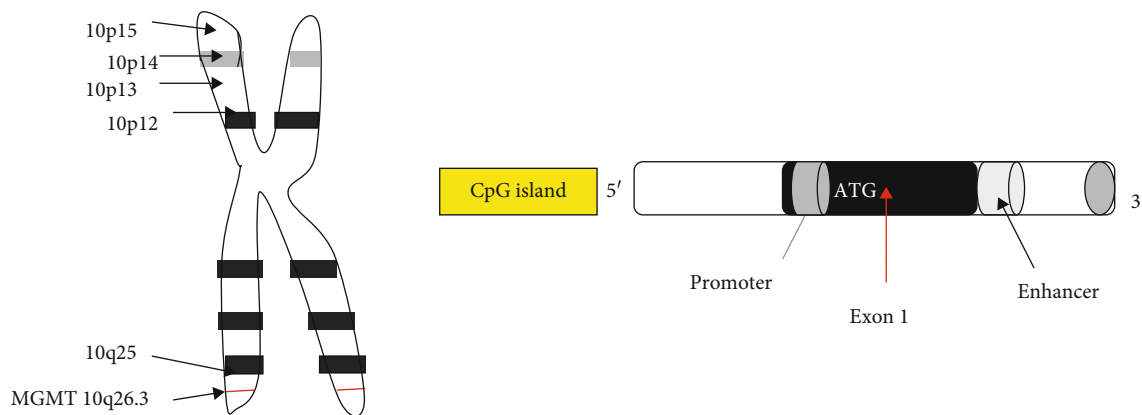 10p15
10p14
10p13
10p12
10q25
MGMT 10q26.3
CpG island
5′
ATG
3
Promoter
Exon 1
Enhancer